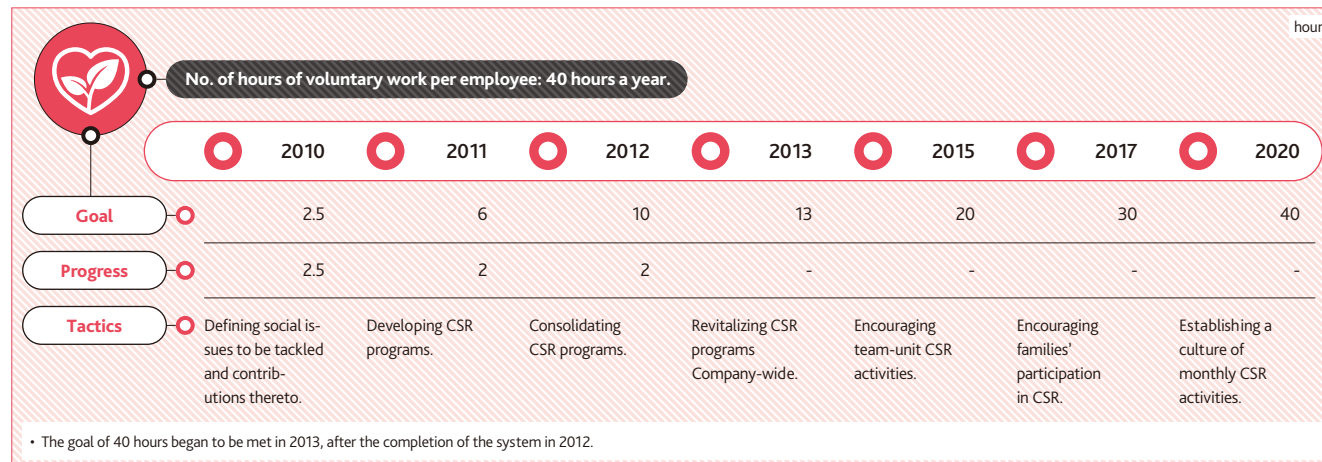 hour
No. of hours of voluntary work per employee: 40 hours a year.
2010 2011 2012 2013 2015 2017 2020
Goal 2.5 6 10 13 20 30 40
Progress 2.5 2 2 - - - -
Tactics
Defining social is-
sues to be tackled
and contrib-
utions thereto.
Developing CSR
programs.
Consolidating
CSR programs.
Revitalizing CSR
programs
Company-wide.
Encouraging
team-unit CSR
activities.
Encouraging
families'
participation
in CSR.
Establishing a
culture of
monthly CSR
activities.
• The goal of 40 hours began to be met in 2013, after the completion of the system in 2012.